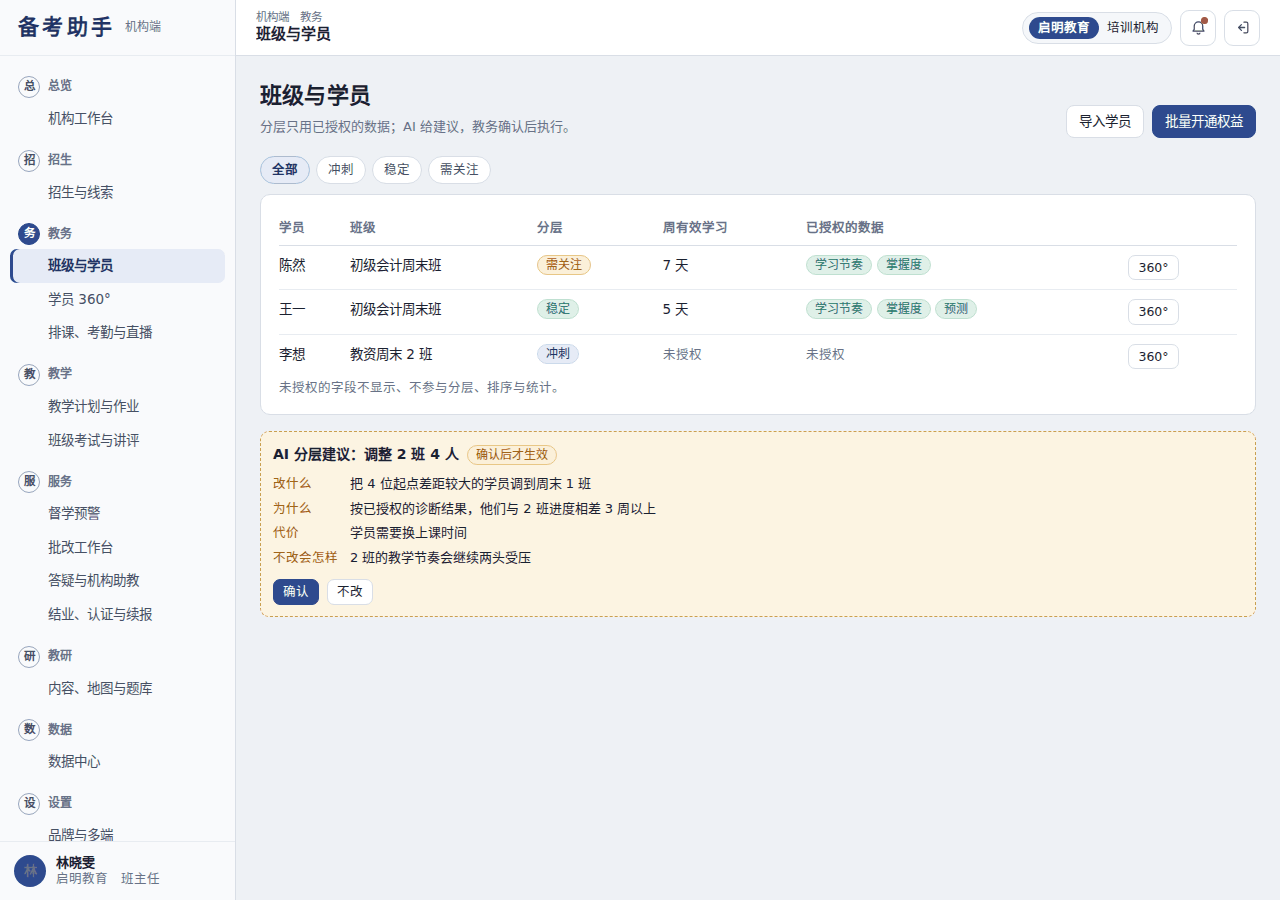 备考助手 机构端
总 总览
机构工作台
招 招生
招生与线索
务 教务
班级与学员
学员 360°
排课、考勤与直播
教 教学
教学计划与作业
班级考试与讲评
服 服务
督学预警
批改工作台
答疑与机构助教
结业、认证与续报
研 教研
内容、地图与题库
数 数据
数据中心
设 设置
品牌与多端
林 林晓雯
启明教育 班主任
机构端 教务
班级与学员
启明教育 培训机构
班级与学员
分层只用已授权的数据；AI 给建议，教务确认后执行。
导入学员 批量开通权益
全部 冲刺 稳定 需关注
学员 班级 分层 周有效学习 已授权的数据
陈然 初级会计周末班 需关注 7 天 学习节奏 掌握度 360°
王一 初级会计周末班 稳定 5 天 学习节奏 掌握度 预测 360°
李想 教资周末 2 班 冲刺 未授权 未授权 360°
未授权的字段不显示、不参与分层、排序与统计。
AI 分层建议：调整 2 班 4 人 确认后才生效
改什么 把 4 位起点差距较大的学员调到周末 1 班
为什么 按已授权的诊断结果，他们与 2 班进度相差 3 周以上
代价 学员需要换上课时间
不改会怎样 2 班的教学节奏会继续两头受压
确认 不改